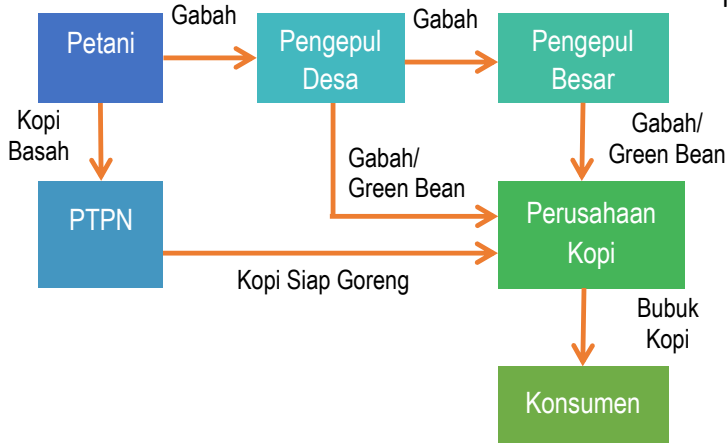 Gabah
Gabah
Petani
Pengepul
Desa
Pengepul
Besar
Kopi
Basah
Gabah/
Green Bean
Gabah/
Green Bean
PTPN
Perusahaan
Kopi
Kopi Siap Goreng
Bubuk
Kopi
Konsumen